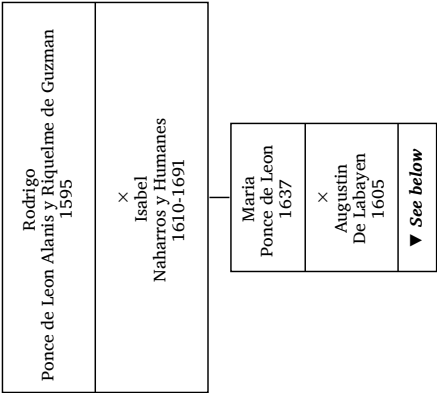 Rodrigo
Ponce de Leon Alanis y Riquelme de Guzman
1595
×
Isabel
Naharros y Humanes
1610-1691
Maria
Ponce de Leon
1637
×
Augustin
De Labayen
1605
▼ See below